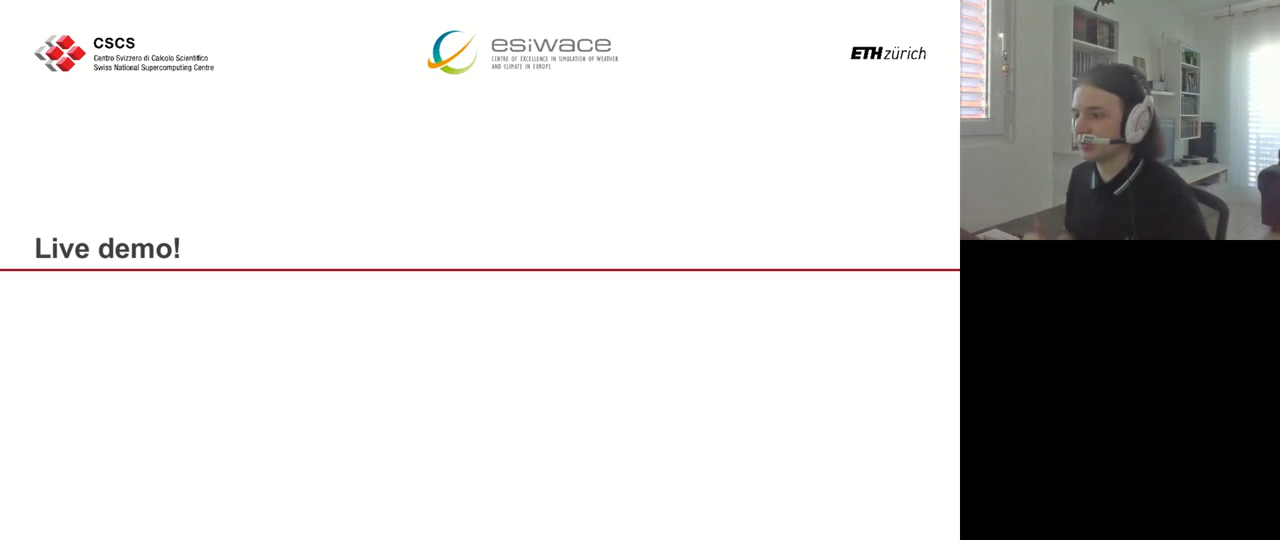 CSCS
Centro Svizzero di Calcolo Scientifico
Swiss National Supercomputing Centre
esiwace
CENTRE OF EXCELLENCE IN SIMULATION OF WEATHER
AND CLIMATE IN EUROPE
ETH zürich
Live demo!